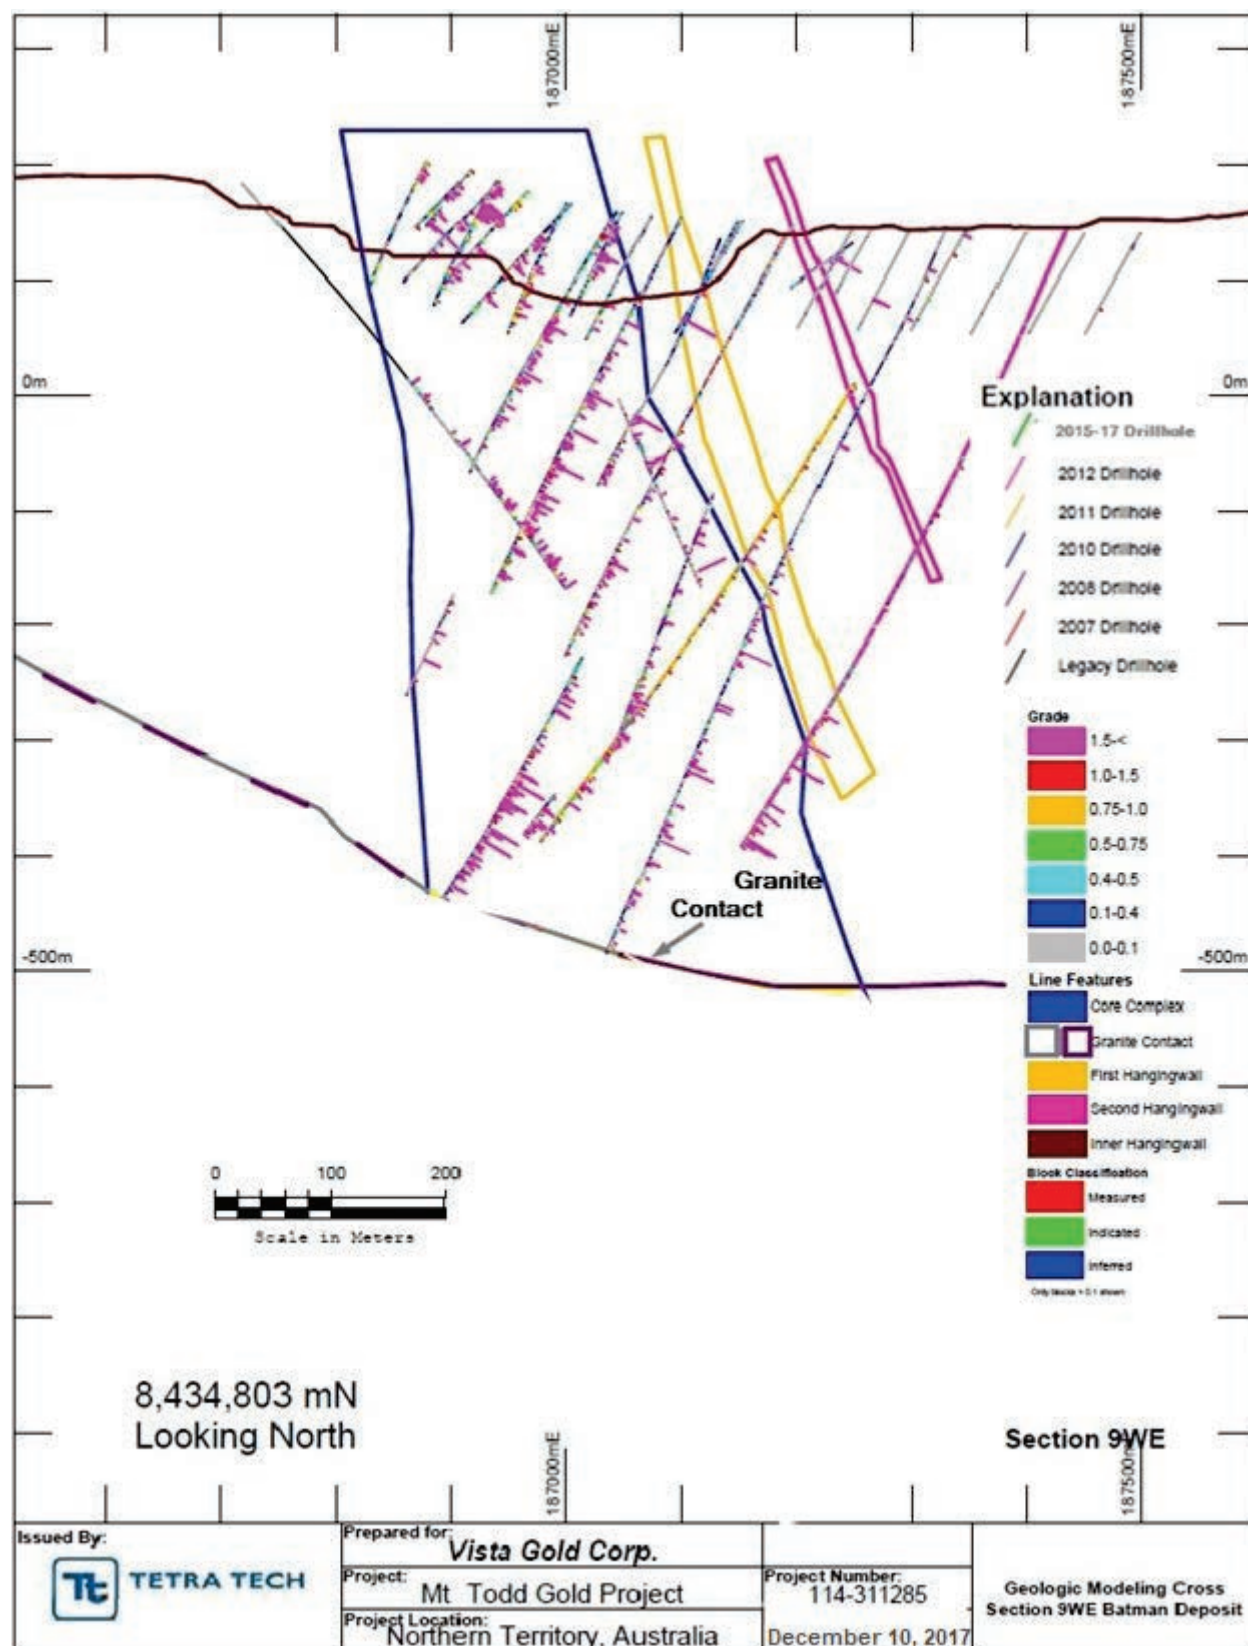 187000mE
187500mE
0m
0m
Explanation
2015-17 Drillhole
2012 Drillhole
2011 Drillhole
2010 Drillhole
2008 Drillhole
2007 Drillhole
Legacy Drillhole
Grade
1.5-<
1.0-1.5
0.75-1.0
0.5-0.75
0.4-0.5
0.1-0.4
0.0-0.1
Granite
Contact
-500m
-500m
Line Features
Core Complex
Granite Contact
First Hangingwall
Second Hangingwall
Inner Hangingwall
Block Classification
Measured
Indicated
Inferred
Only blocks > 0.1 shown
0 100 200
Scale in Meters
8,434,803 mN
Looking North
Section 9WE
187000mE
187500mE
Issued By:
Tt TETRA TECH
Prepared for:
Vista Gold Corp.
Project:
Mt Todd Gold Project
Project Location:
Northern Territory, Australia
Project Number:
114-311285
December 10, 2017
Geologic Modeling Cross
Section 9WE Batman Deposit